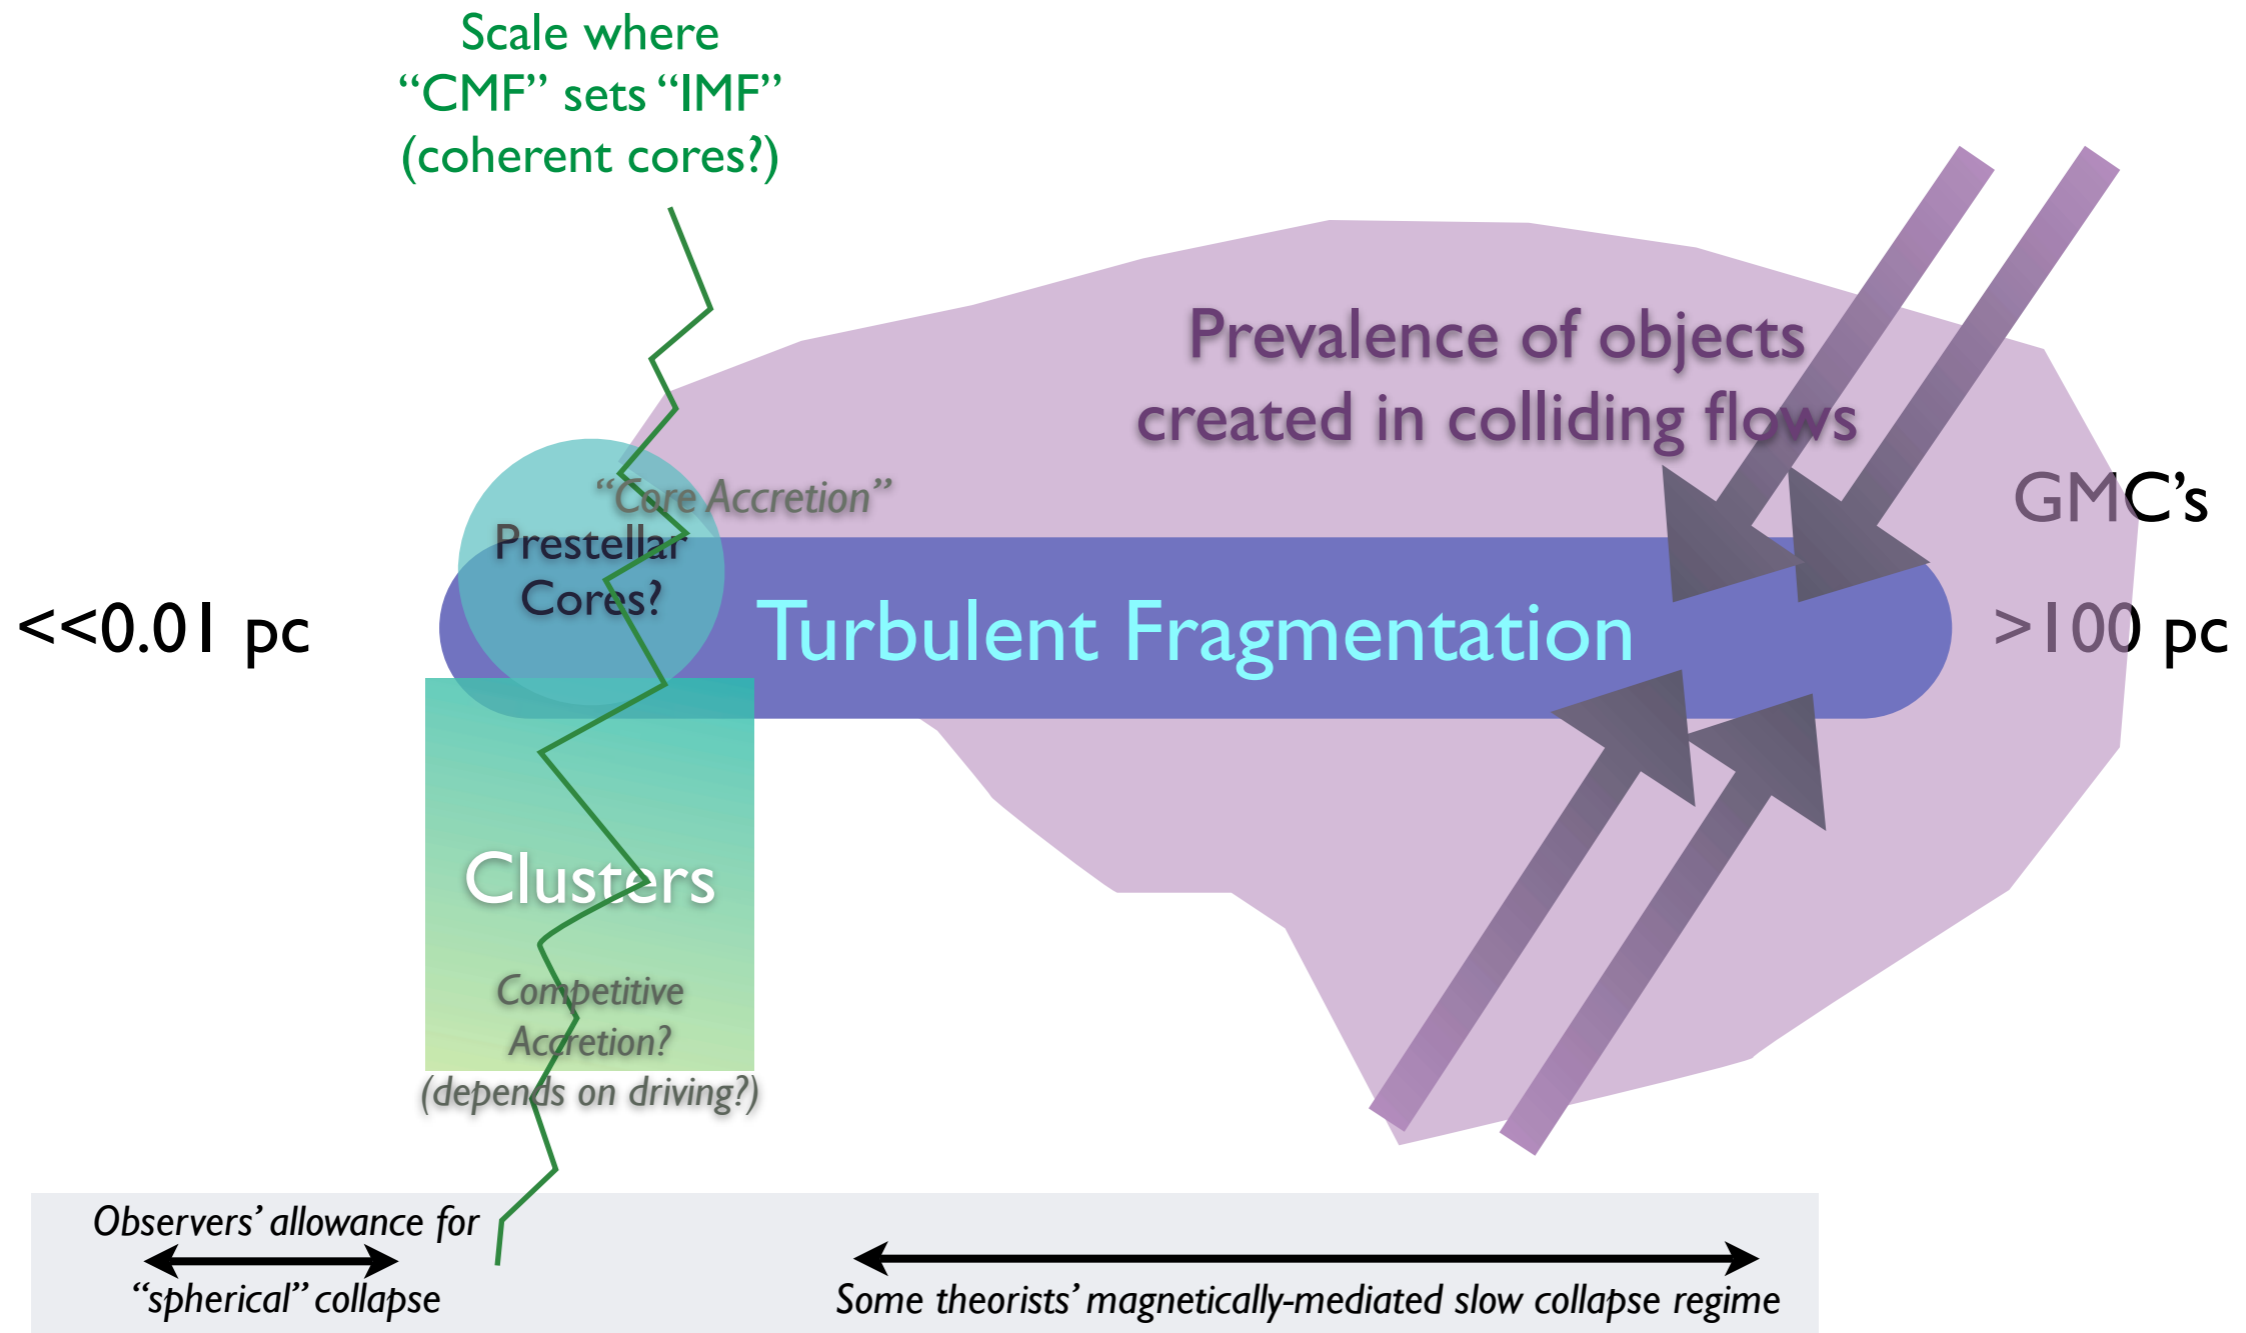 Scale where
“CMF” sets “IMF”
(coherent cores?)
Prevalence of objects
created in colliding flows
“Core Accretion”
GMC’s
Prestellar
Cores?
<<0.01 pc
Turbulent Fragmentation
>100 pc
Clusters
Competitive
Accretion?
(depends on driving?)
Observers’ allowance for
“spherical” collapse
Some theorists’ magnetically-mediated slow collapse regime